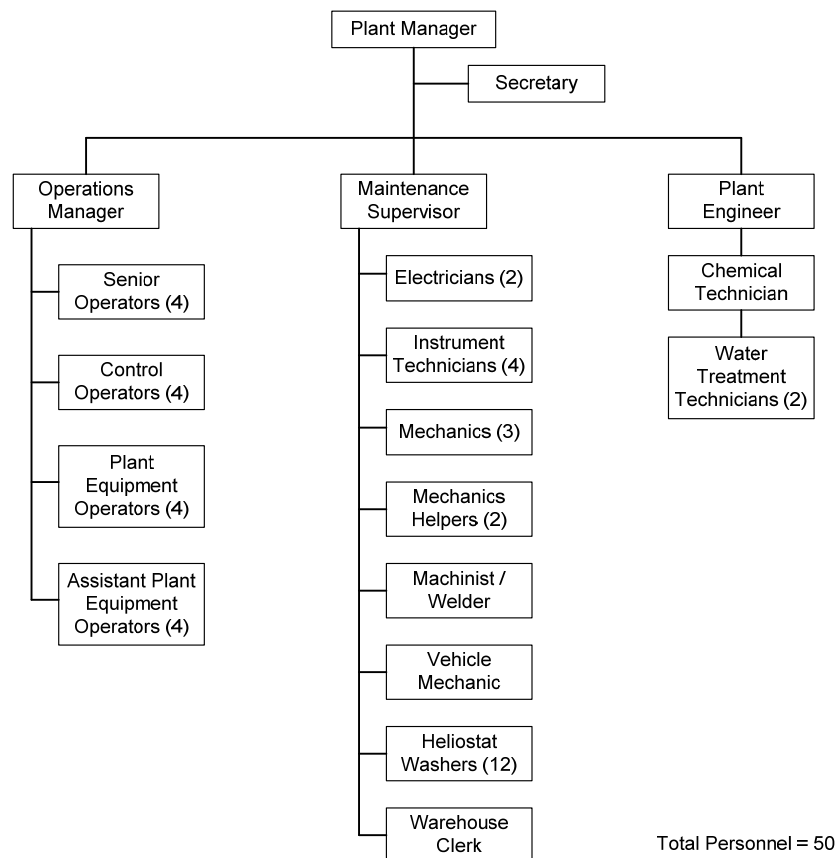 Plant Manager
Secretary
Operations
Manager
Senior
Operators (4)
Control
Operators (4)
Plant
Equipment
Operators (4)
Assistant Plant
Equipment
Operators (4)
Maintenance
Supervisor
Electricians (2)
Instrument
Technicians (4)
Mechanics (3)
Mechanics
Helpers (2)
Machinist /
Welder
Vehicle
Mechanic
Heliostat
Washers (12)
Warehouse
Clerk
Plant
Engineer
Chemical
Technician
Water
Treatment
Technicians (2)
Total Personnel = 50